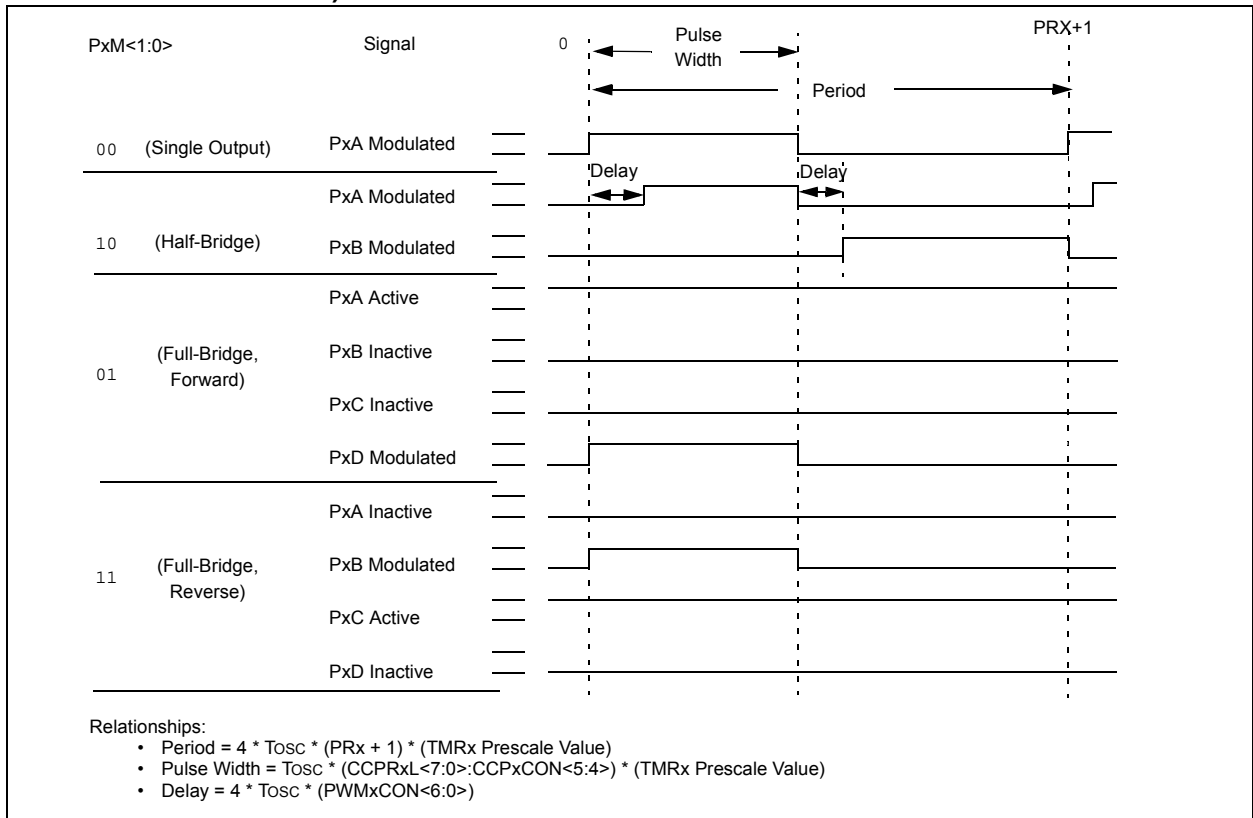 PxM<1:0>
Signal
0
Pulse
Width
PRX+1
Period
00 (Single Output) PxA Modulated
Delay
Delay
PxA Modulated
10 (Half-Bridge) PxB Modulated
PxA Active
01 (Full-Bridge,
Forward)
PxB Inactive
PxC Inactive
PxD Modulated
PxA Inactive
11 (Full-Bridge,
Reverse)
PxB Modulated
PxC Active
PxD Inactive
Relationships:
• Period = 4 * TOSC * (PRx + 1) * (TMRx Prescale Value)
• Pulse Width = TOSC * (CCPRxL<7:0>:CCPxCON<5:4>) * (TMRx Prescale Value)
• Delay = 4 * TOSC * (PWMxCON<6:0>)